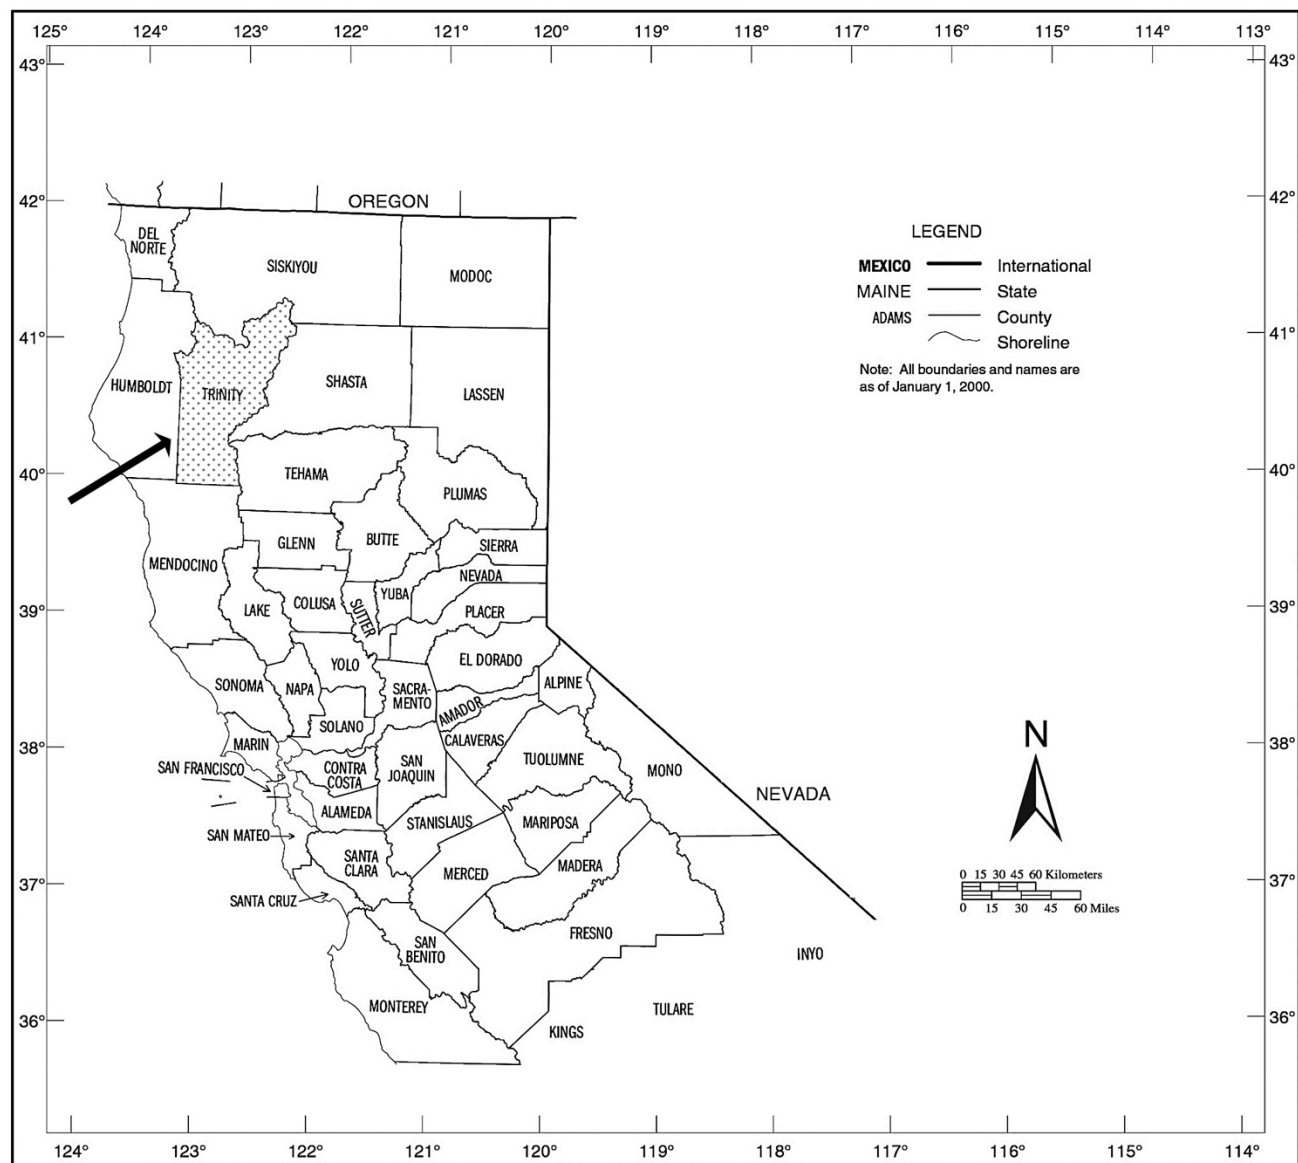 125° 124° 123° 122° 121° 120° 119° 118° 117° 116° 115° 114° 113°
43° 43°
42° 42°
OREGON
DEL
NORTE
SISKIYOU
MODOC
LEGEND
MEXICO International
MAINE State
ADAMS County
Shoreline
Note: All boundaries and names are
as of January 1, 2000.
41° 41°
HUMBOLDT
TRINITY
SHASTA
LASSEN
40° 40°
TEHAMA
PLUMAS
GLENN
BUTTE
SIERRA
MENDOCINO
NEVADA
YUBA
COLUSA
SUTTER
LAKE
PLACER
39° 39°
YOLO
EL DORADO
SONOMA
NAPA
SACRA-
MENTO
ALPINE
SOLANO
AMADOR
MARIN
CALAVERAS
38° 38°
SAN FRANCISCO
CONTRA
COSTA
SAN
JOAQUIN
TUOLUMNE
MONO
NEVADA
N
ALAMEDA
STANISLAUS
MARIPOSA
SAN MATEO
SANTA
CLARA
MERCED
MADERA
37° 37°
0 15 30 45 60 Kilometers
0 15 30 45 60 Miles
SANTA CRUZ
FRESNO
SAN
BENITO
INYO
MONTEREY
TULARE
KINGS
36° 36°
124° 123° 122° 121° 120° 119° 118° 117° 116° 115° 114°